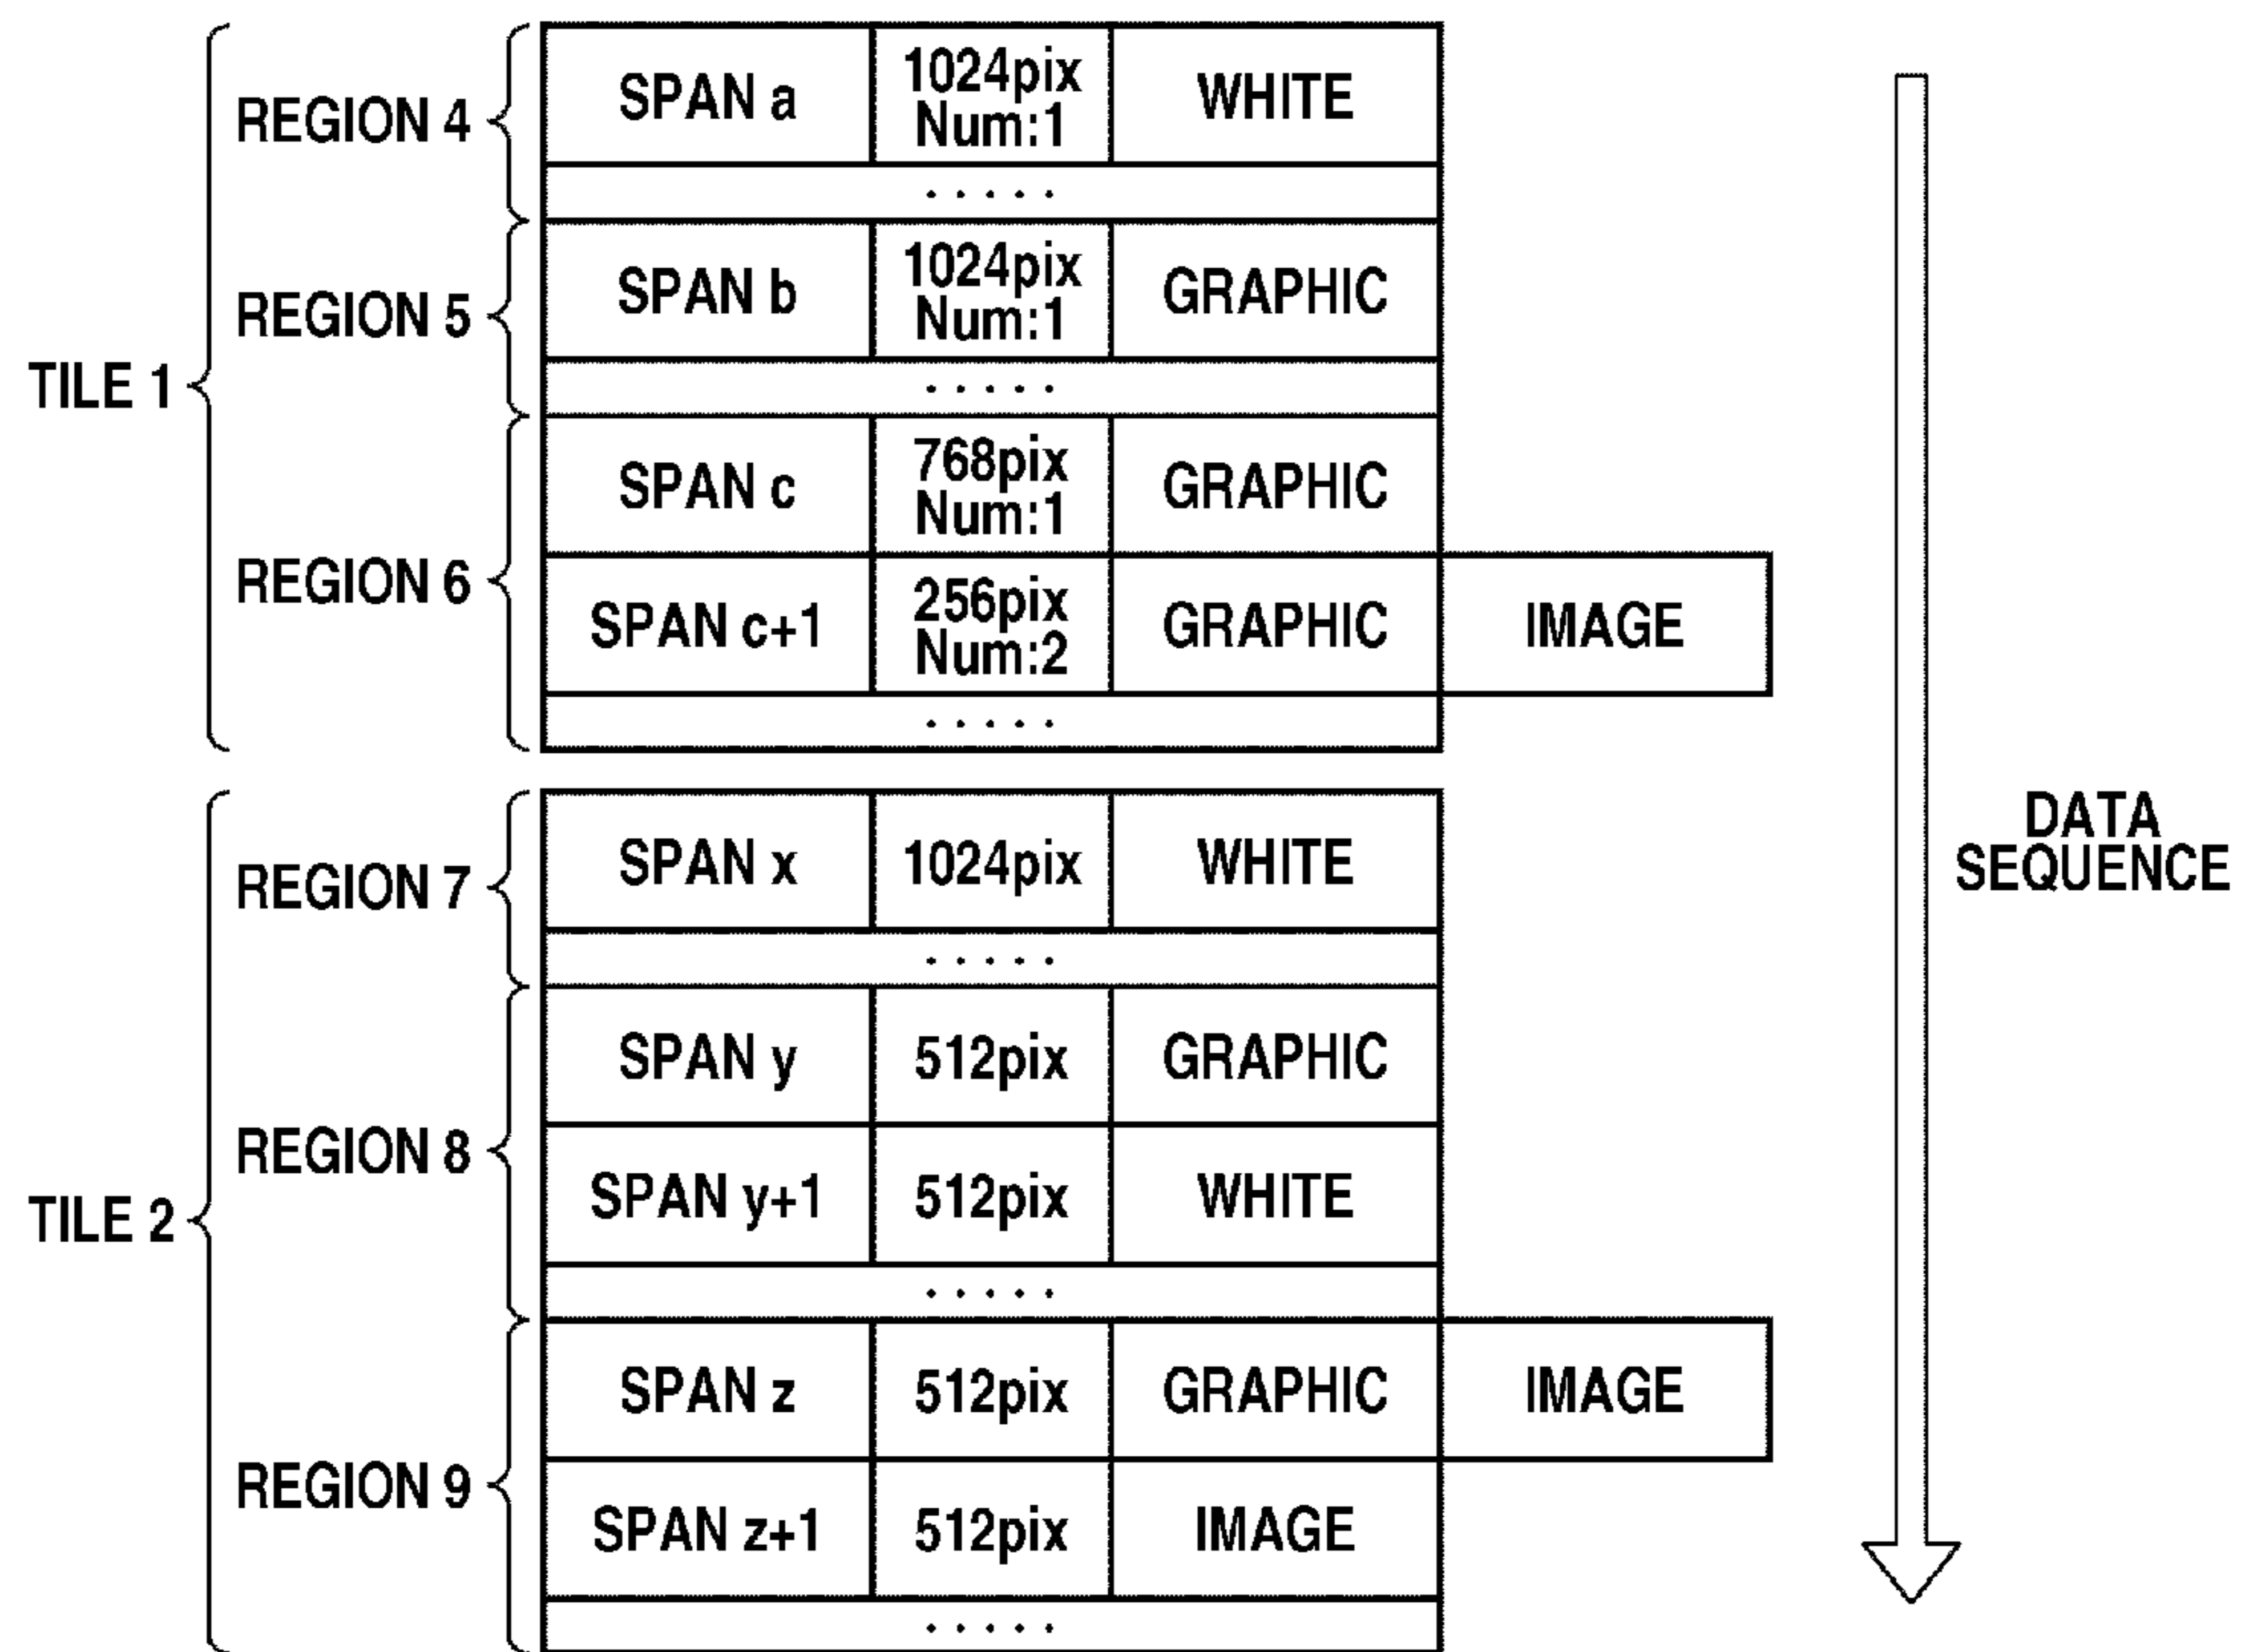 TILE 1
REGION 4
SPAN a
1024pix
Num:1
WHITE
.....
REGION 5
SPAN b
1024pix
Num:1
GRAPHIC
.....
REGION 6
SPAN c
768pix
Num:1
GRAPHIC
SPAN c+1
256pix
Num:2
GRAPHIC
IMAGE
.....
TILE 2
REGION 7
SPAN x
1024pix
WHITE
.....
REGION 8
SPAN y
512pix
GRAPHIC
SPAN y+1
512pix
WHITE
.....
REGION 9
SPAN z
512pix
GRAPHIC
IMAGE
SPAN z+1
512pix
IMAGE
.....
DATA
SEQUENCE